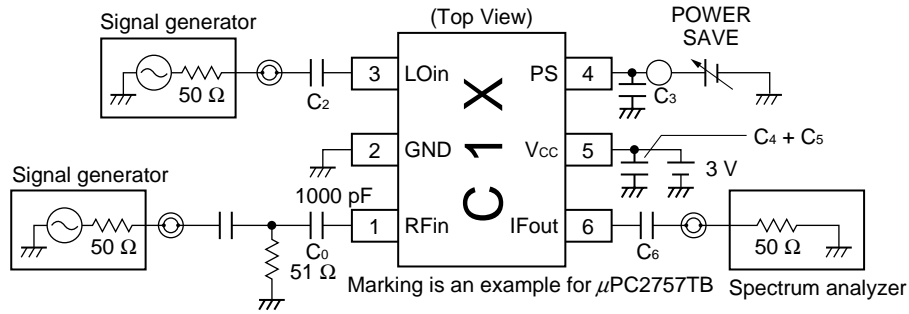 (Top View)
Signal generator
50 Ω
C2
3
LOin
PS
4
C3
POWER
SAVE
2
GND
C1X
VCC
5
C4 + C5
3 V
Signal generator
50 Ω
1000 pF
C0
51 Ω
1
RFin
IFout
6
C6
50 Ω
Marking is an example for μPC2757TB
Spectrum analyzer